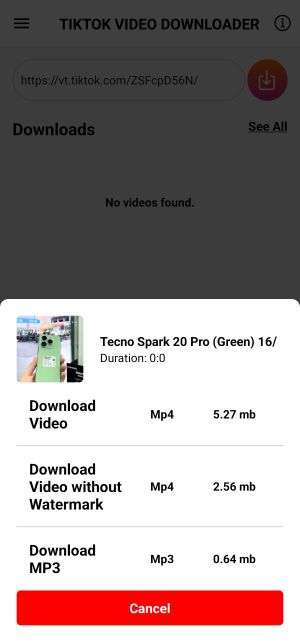 TIKTOK VIDEO DOWNLOADER
https://vt.tiktok.com/ZSFcpD56N/
Downloads
See All
No videos found.
Tecno Spark 20 Pro (Green) 16/
Duration: 0:0
Download
Video
Mp4
5.27 mb
Download
Video without
Watermark
Mp4
2.56 mb
Download
MP3
Mp3
0.64 mb
Cancel